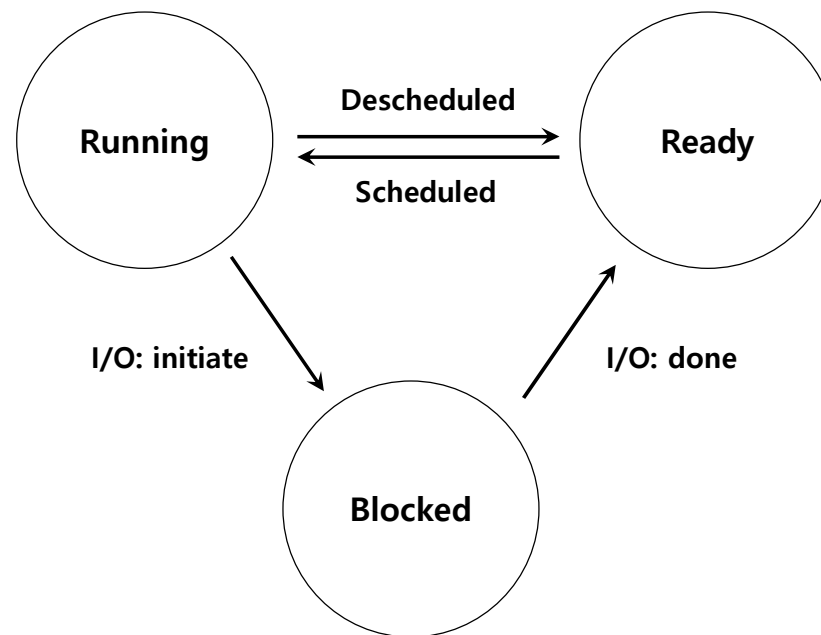 Descheduled
Running
Ready
Scheduled
I/O: initiate
I/O: done
Blocked